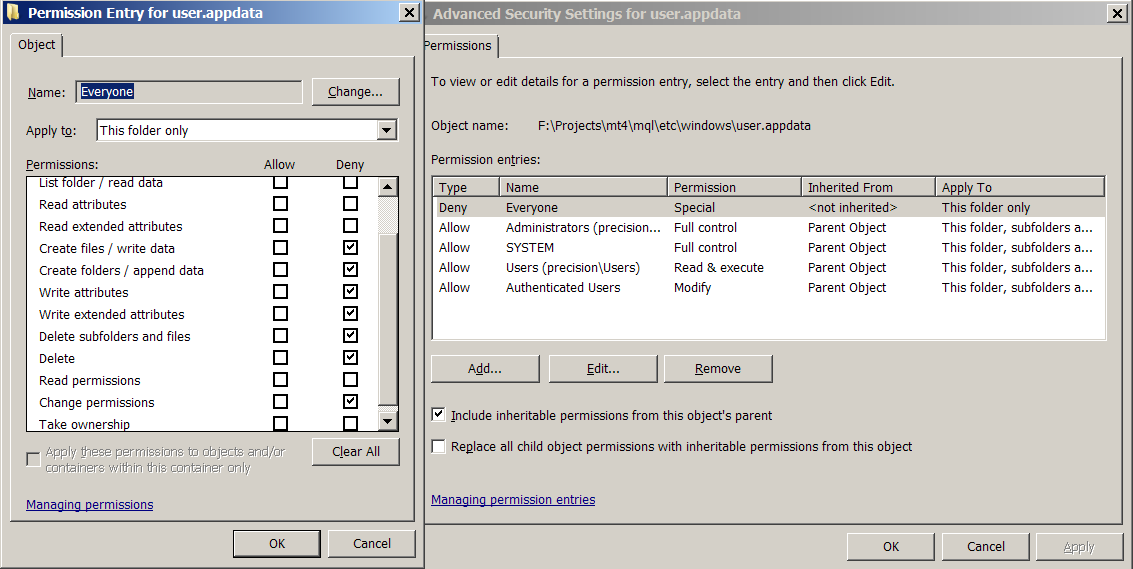 Permission Entry for user.appdata
Object
Name: Everyone Change...
Apply to: This folder only
Permissions: Allow Deny
List folder / read data
Read attributes
Read extended attributes
Create files / write data
Create folders / append data
Write attributes
Write extended attributes
Delete subfolders and files
Delete
Read permissions
Change permissions
Take ownership
Apply these permissions to objects and/or
containers within this container only
Clear All
Managing permissions
OK Cancel
Advanced Security Settings for user.appdata
Permissions
To view or edit details for a permission entry, select the entry and then click Edit.
Object name: F:\Projects\mt4\mql\etc\windows\user.appdata
Permission entries:
Type Name Permission Inherited From Apply To
Deny Everyone Special <not inherited> This folder only
Allow Administrators (precision... Full control Parent Object This folder, subfolders a...
Allow SYSTEM Full control Parent Object This folder, subfolders a...
Allow Users (precision\Users) Read & execute Parent Object This folder, subfolders a...
Allow Authenticated Users Modify Parent Object This folder, subfolders a...
Add... Edit... Remove
Include inheritable permissions from this object's parent
Replace all child object permissions with inheritable permissions from this object
Managing permission entries
OK Cancel Apply